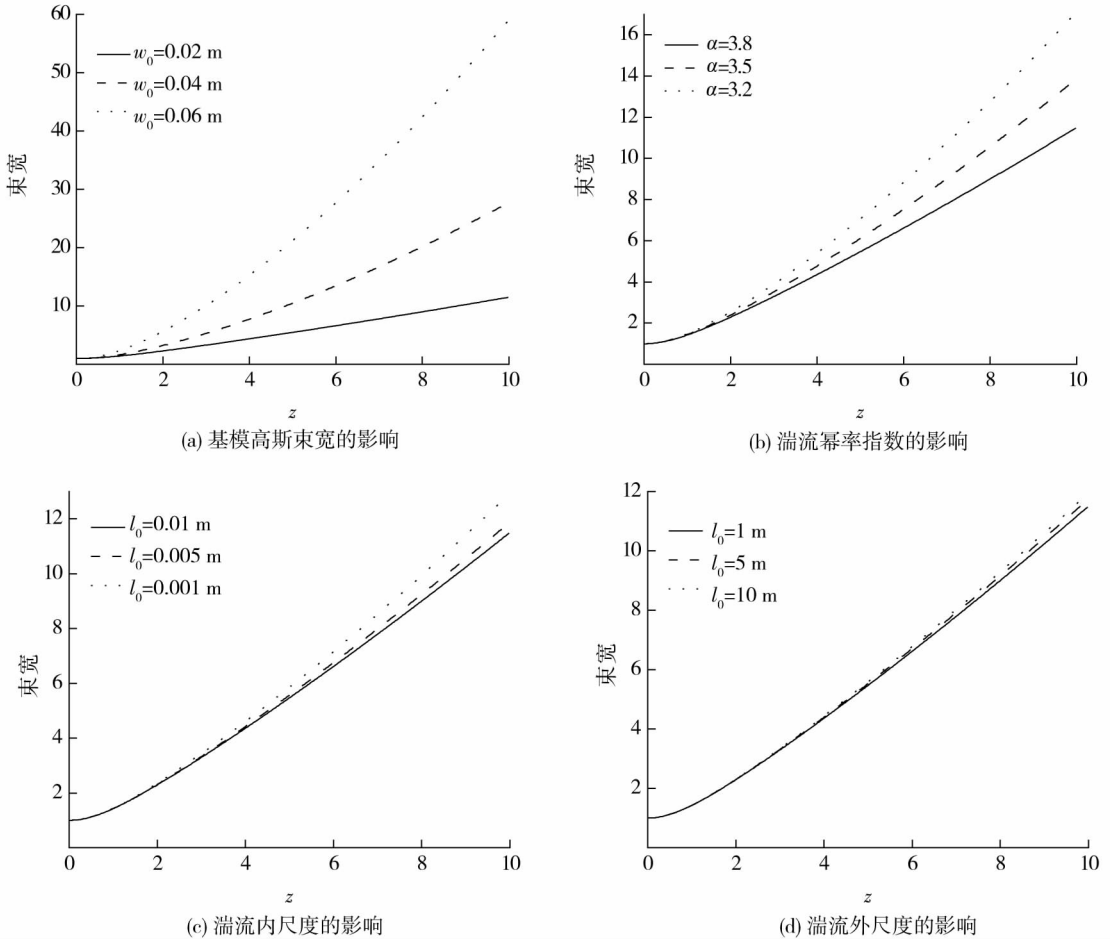 60
50
40
30
20
10
0 2 4 6 8 10
束宽
z
w₀=0.02 m
w₀=0.04 m
w₀=0.06 m
(a) 基模高斯束宽的影响
16
14
12
10
8
6
4
2
0 2 4 6 8 10
束宽
z
α=3.8
α=3.5
α=3.2
(b) 湍流幂率指数的影响
12
10
8
6
4
2
0 2 4 6 8 10
束宽
z
l₀=0.01 m
l₀=0.005 m
l₀=0.001 m
(c) 湍流内尺度的影响
12
10
8
6
4
2
0 2 4 6 8 10
束宽
z
l₀=1 m
l₀=5 m
l₀=10 m
(d) 湍流外尺度的影响